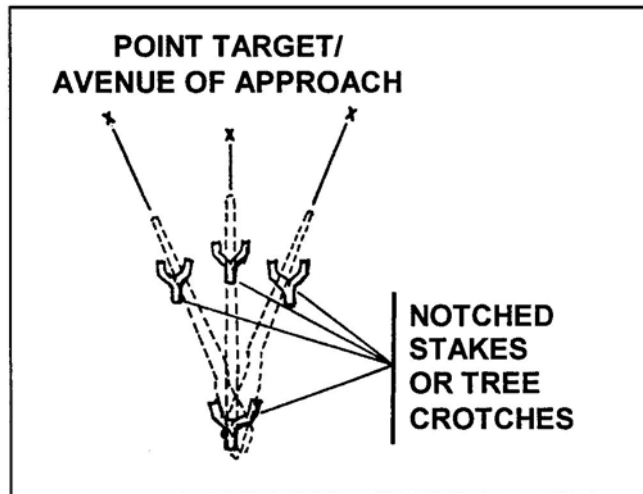 POINT TARGET/
AVENUE OF APPROACH
x
x
x
NOTCHED
STAKES
OR TREE
CROTCHES